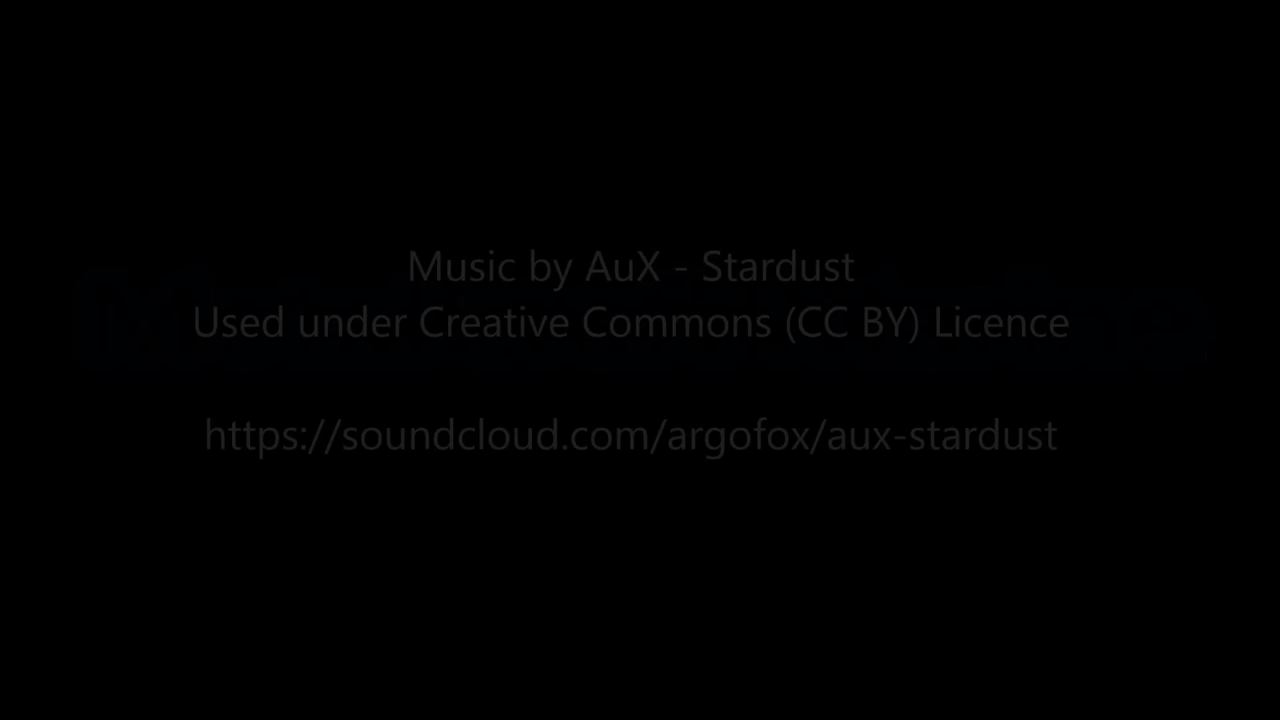 Music by AuX - Stardust
Used under Creative Commons (CC BY) Licence
https://soundcloud.com/argofox/aux-stardust